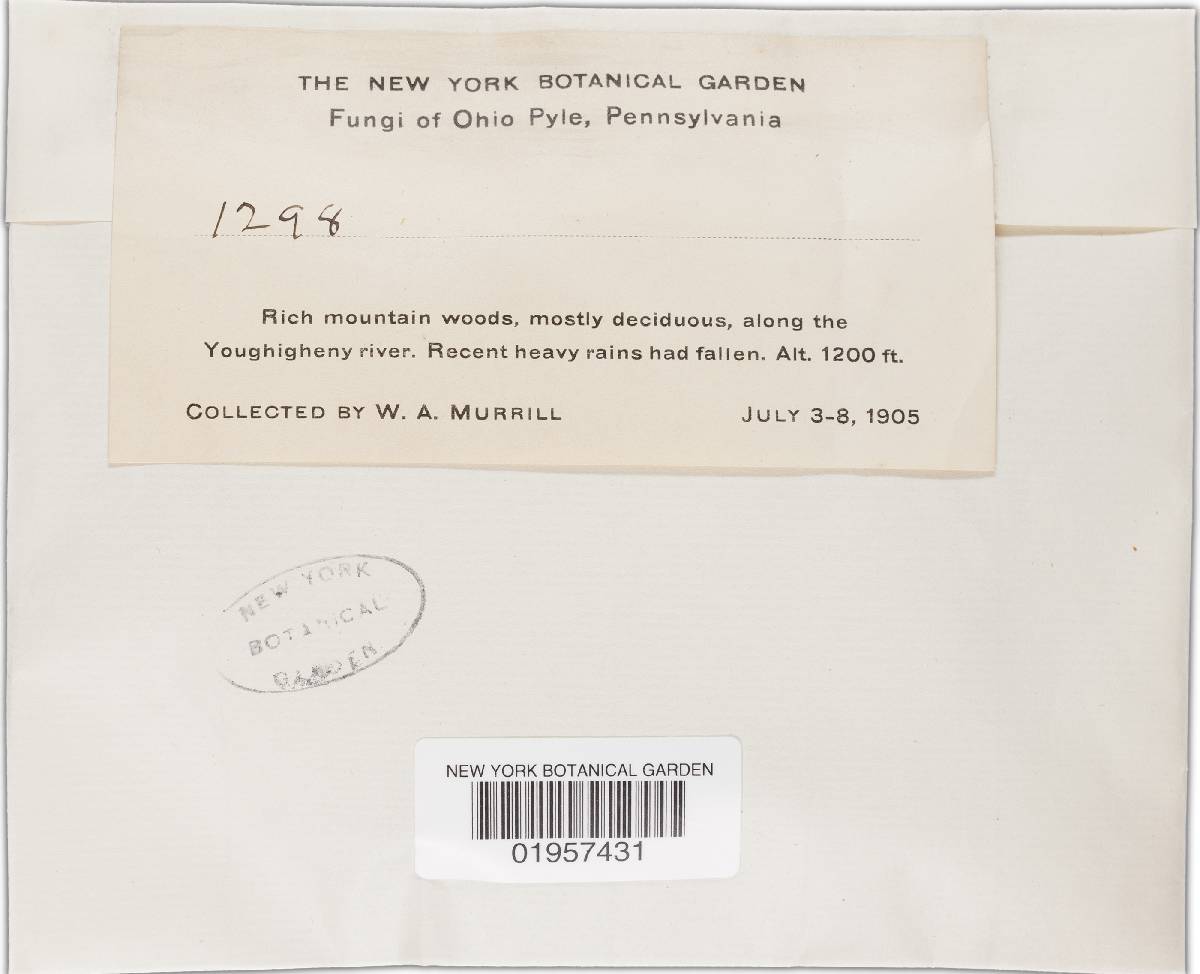 THE NEW YORK BOTANICAL GARDEN
Fungi of Ohio Pyle, Pennsylvania
1298
Rich mountain woods, mostly deciduous, along the
Youghigheny river. Recent heavy rains had fallen. Alt. 1200 ft.
COLLECTED BY W. A. MURRILL JULY 3-8, 1905
NEW YORK
BOTANICAL
GARDEN
NEW YORK BOTANICAL GARDEN
01957431